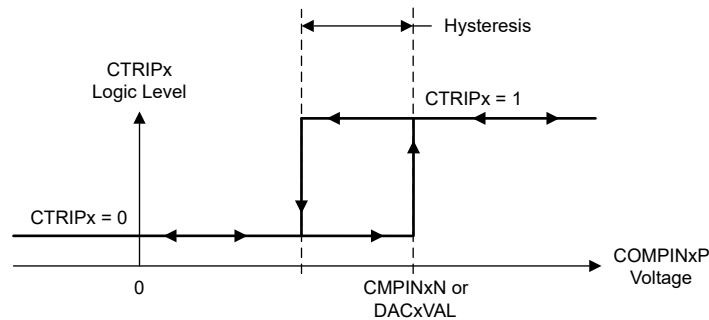 Hysteresis
CTRIPx
Logic Level
CTRIPx = 1
CTRIPx = 0
COMPINxP
Voltage
0
CMPINxN or
DACxVAL